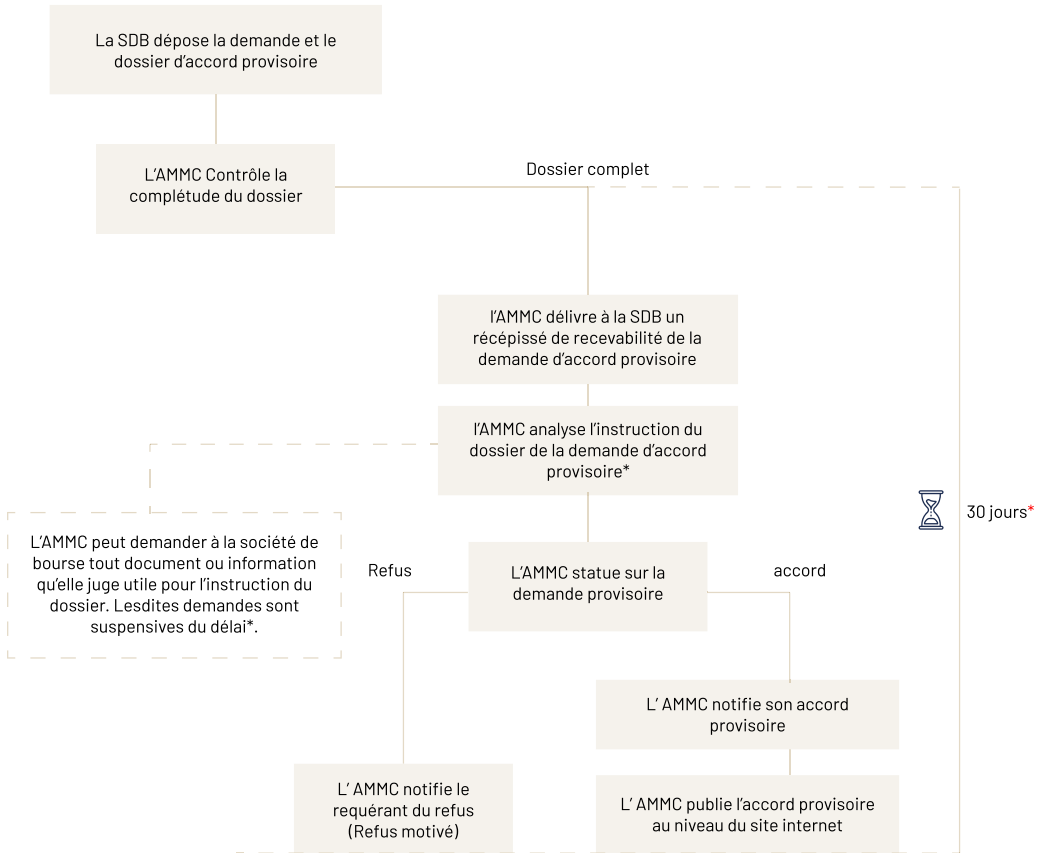 La SDB dépose la demande et le
dossier d'accord provisoire
L'AMMC Contrôle la
complétude du dossier
Dossier complet
l'AMMC délivre à la SDB un
récépissé de recevabilité de la
demande d'accord provisoire
l'AMMC analyse l'instruction du
dossier de la demande d'accord
provisoire*
30 jours*
L'AMMC peut demander à la société de
bourse tout document ou information
qu'elle juge utile pour l'instruction du
dossier. Lesdites demandes sont
suspensives du délai*.
Refus
L'AMMC statue sur la
demande provisoire
accord
L' AMMC notifie son accord
provisoire
L' AMMC notifie le
requérant du refus
(Refus motivé)
L' AMMC publie l'accord provisoire
au niveau du site internet